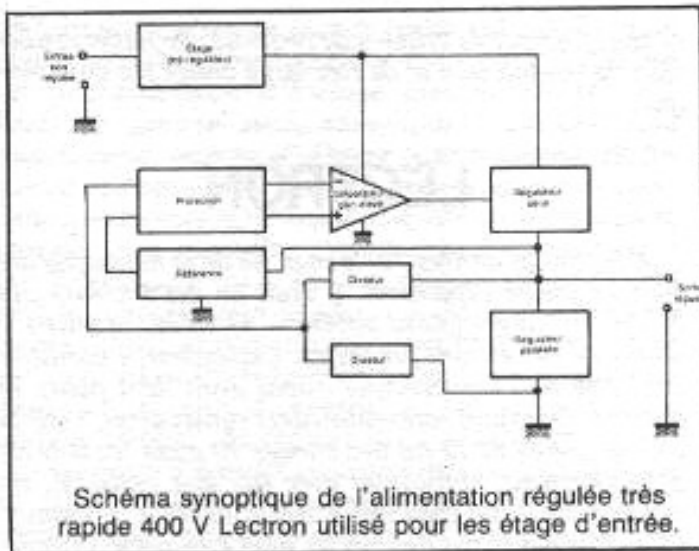 Entrée
non
régulée
Étage
pré-régulateur
Protection
Comparateur
gain élevé
Régulateur
série
Référence
Diviseur
Sortie
régulée
Régulateur
parallèle
Diviseur
Schéma synoptique de l'alimentation régulée très
rapide 400 V Lectron utilisé pour les étage d'entrée.